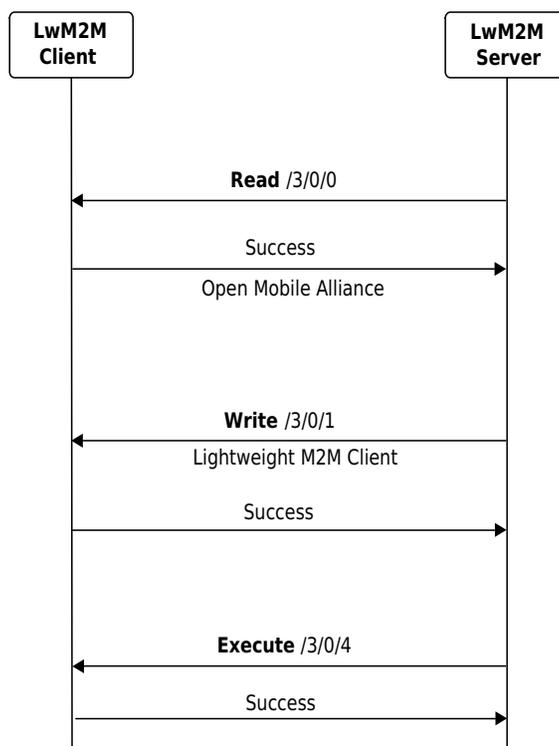 LwM2M
Client
LwM2M
Server
Read /3/0/0
Success
Open Mobile Alliance
Write /3/0/1
Lightweight M2M Client
Success
Execute /3/0/4
Success